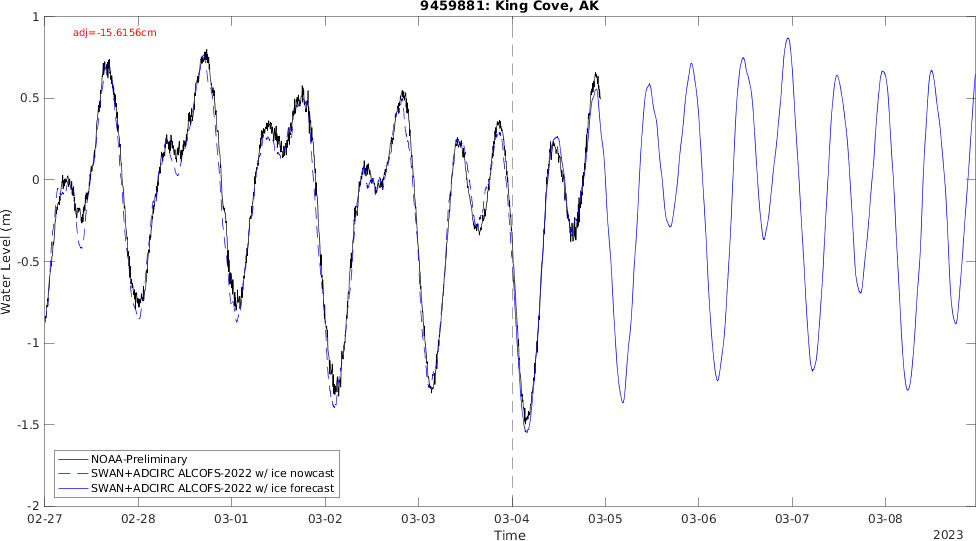 9459881: King Cove, AK
adj=-15.6156cm
1
0.5
0
-0.5
-1
-1.5
-2
Water Level (m)
NOAA-Preliminary
SWAN+ADCIRC ALCOFS-2022 w/ ice nowcast
SWAN+ADCIRC ALCOFS-2022 w/ ice forecast
02-27 02-28 03-01 03-02 03-03 03-04 03-05 03-06 03-07 03-08
Time
2023